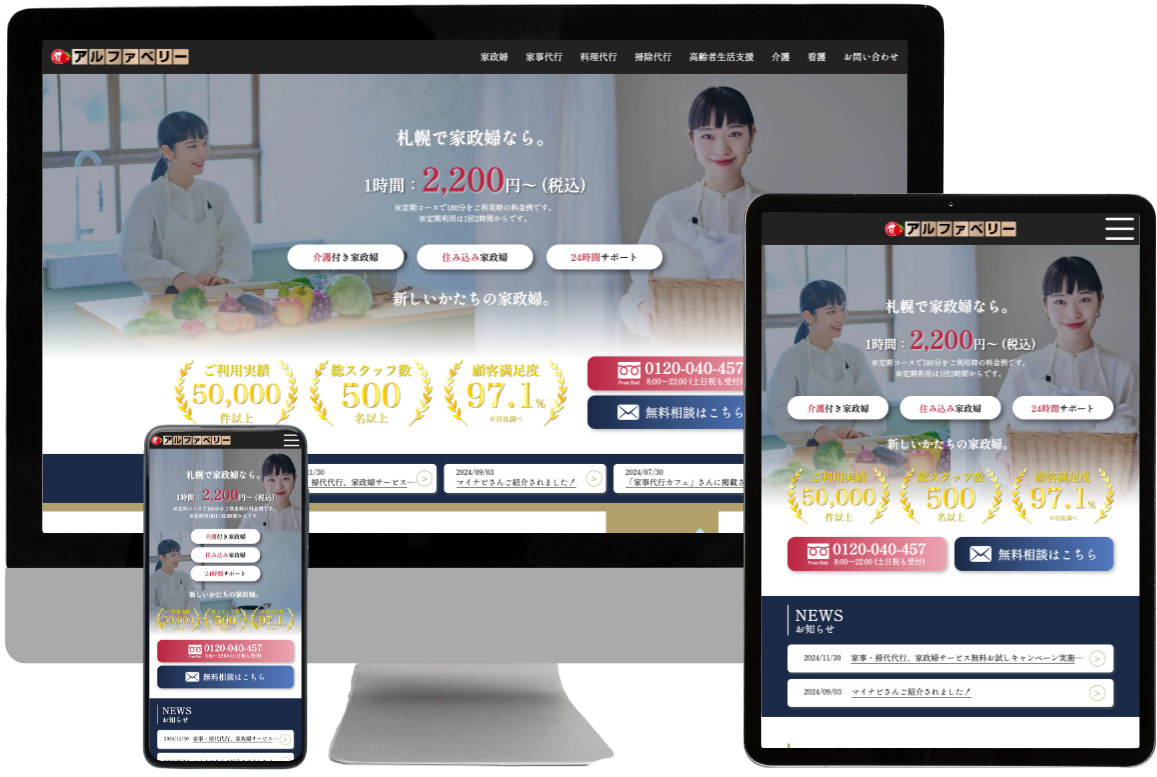 アルファベリー
家政婦 家事代行 料理代行 掃除代行 高齢者生活支援 介護 看護 お問い合わせ
札幌で家政婦なら。
1時間：2,200円〜（税込）
※定期コースで180分をご利用時の料金例です。
※定期利用は1回2時間からです。
介護付き家政婦
住み込み家政婦
24時間サポート
新しいかたちの家政婦。
ご利用実績
50,000
件以上
総スタッフ数
500
名以上
顧客満足度
97.1%
※自社調べ
0120-040-457
Free Dial 8:00〜22:00 (土日祝も受付)
無料相談はこちら
11/30
掃代行、家政婦サービス…
2024/09/03
マイナビさんご紹介されました！
2024/07/30
「家事代行カフェ」さんに掲載さ
アルファベリー
札幌で家政婦なら。
1時間：2,200円〜（税込）
※定期コースで180分をご利用時の料金例です。
※定期利用は1回2時間からです。
介護付き家政婦
住み込み家政婦
24時間サポート
新しいかたちの家政婦。
ご利用実績
50,000
件以上
総スタッフ数
500
名以上
顧客満足度
97.1%
※自社調べ
0120-040-457
Free Dial 8:00〜22:00 (土日祝も受付)
無料相談はこちら
NEWS
お知らせ
2024/11/30 家事・掃代行、家政婦サービス無料お試しキャンペーン実施…
2024/09/03 マイナビさんご紹介されました！
アルファベリー
札幌で家政婦なら。
1時間：2,200円〜（税込）
※定期コースで180分をご利用時の料金例です。
※定期利用は1回2時間からです。
介護付き家政婦
住み込み家政婦
24時間サポート
新しいかたちの家政婦。
ご利用実績
50,000
総スタッフ数
500
顧客満足度
97.1
0120-040-457
無料相談はこちら
NEWS
お知らせ
2024/11/30 家事・掃代行、家政婦サービス…